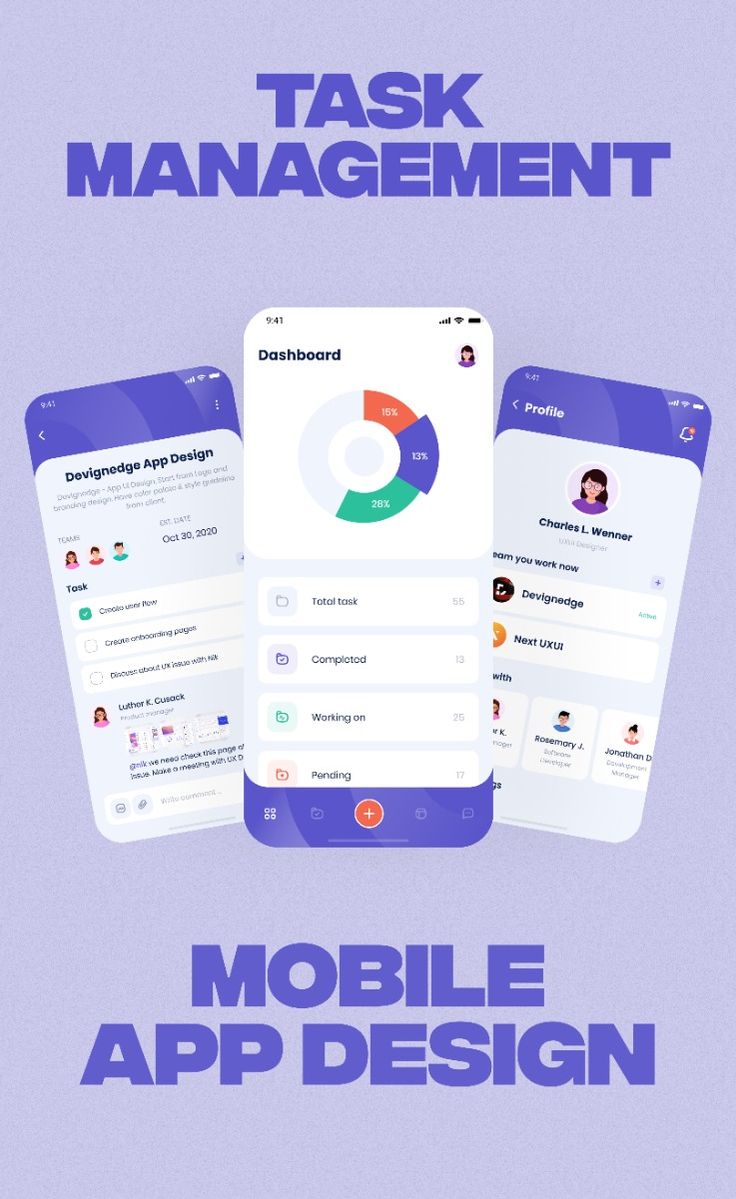 TASK
MANAGEMENT
9:41
Devignedge App Design
Devignedge - App UI Design, Start from Logo and
branding design. Have color palate & style guideline
from client.
TEAMS
EST. DATE
Oct 30, 2020
Task
Create user flow
Create onboarding pages
Discuss about UX issue with Nik
Luther K. Cusack
Product manager
@nik we need check this page of
issue. Make a meeting with UX D
Write comment...
9:41
Dashboard
15%
13%
28%
Total task 55
Completed 13
Working on 25
Pending 17
9:41
Profile
Charles L. Wenner
UXUI Designer
eam you work now
Devignedge
Active
Next UXUI
with
er K.
nager
Rosemary J.
Software
Developer
Jonathan D
Development
Manager
gs
MOBILE
APP DESIGN